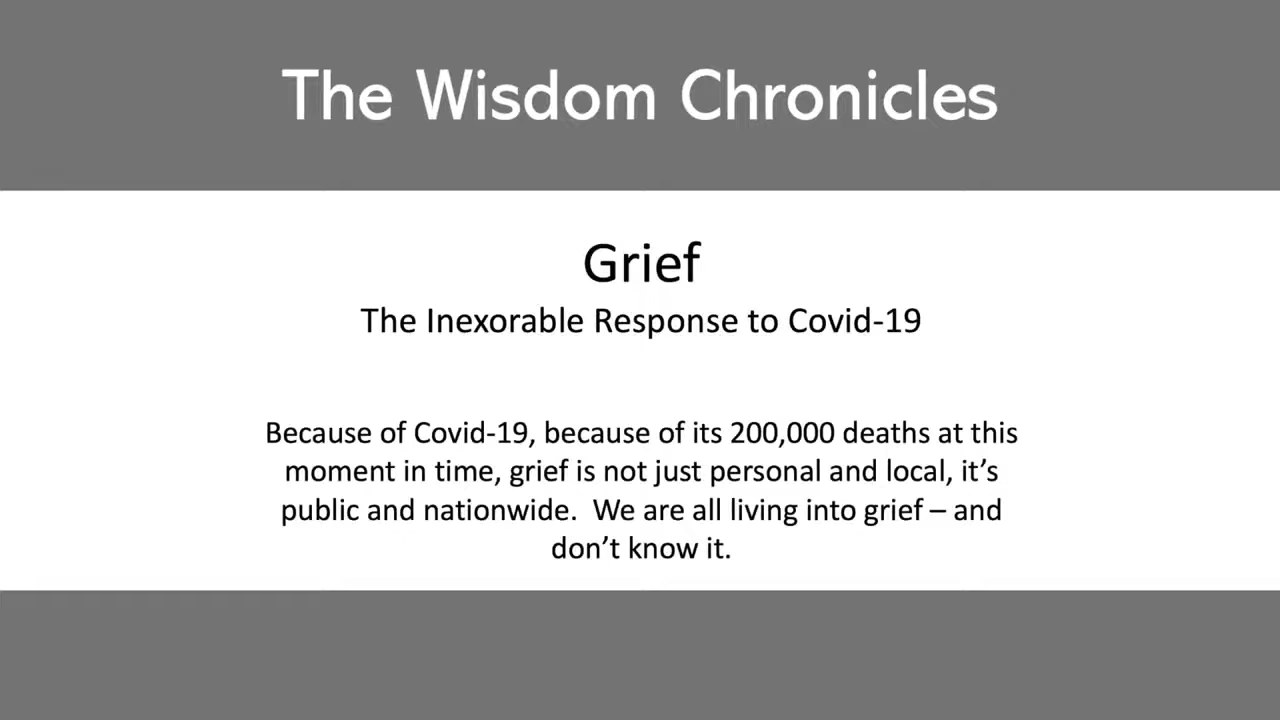 The Wisdom Chronicles
Grief
The Inexorable Response to Covid-19
Because of Covid-19, because of its 200,000 deaths at this
moment in time, grief is not just personal and local, it’s
public and nationwide.  We are all living into grief – and
don’t know it.